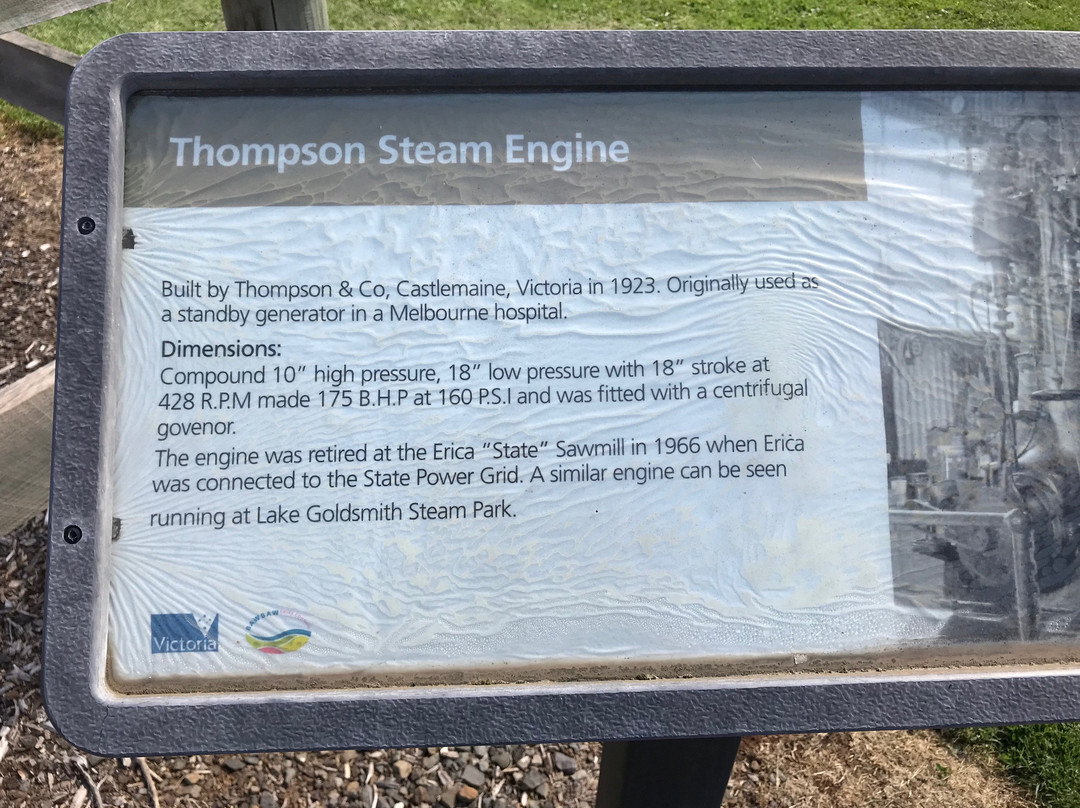 Thompson Steam Engine
Built by Thompson & Co, Castlemaine, Victoria in 1923. Originally used as
a standby generator in a Melbourne hospital.
Dimensions:
Compound 10” high pressure, 18” low pressure with 18” stroke at
428 R.P.M made 175 B.H.P at 160 P.S.I and was fitted with a centrifugal
govenor.
The engine was retired at the Erica “State” Sawmill in 1966 when Erica
was connected to the State Power Grid. A similar engine can be seen
running at Lake Goldsmith Steam Park.
Victoria